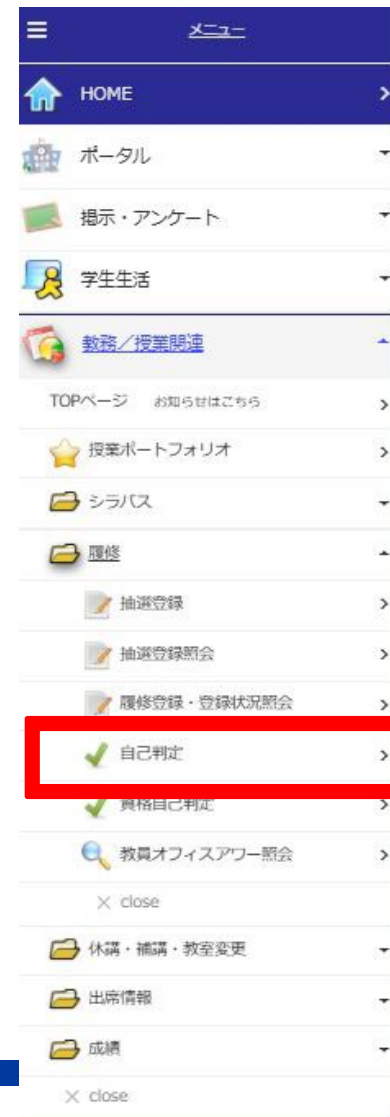 メニュー
HOME
ポータル
掲示・アンケート
学生生活
教務／授業関連
TOPページ お知らせはこちら
授業ポートフォリオ
シラバス
履修
抽選登録
抽選登録照会
履修登録・登録状況照会
自己判定
資格自己判定
教員オフィスアワー照会
× close
休講・補講・教室変更
出席情報
成績
× close